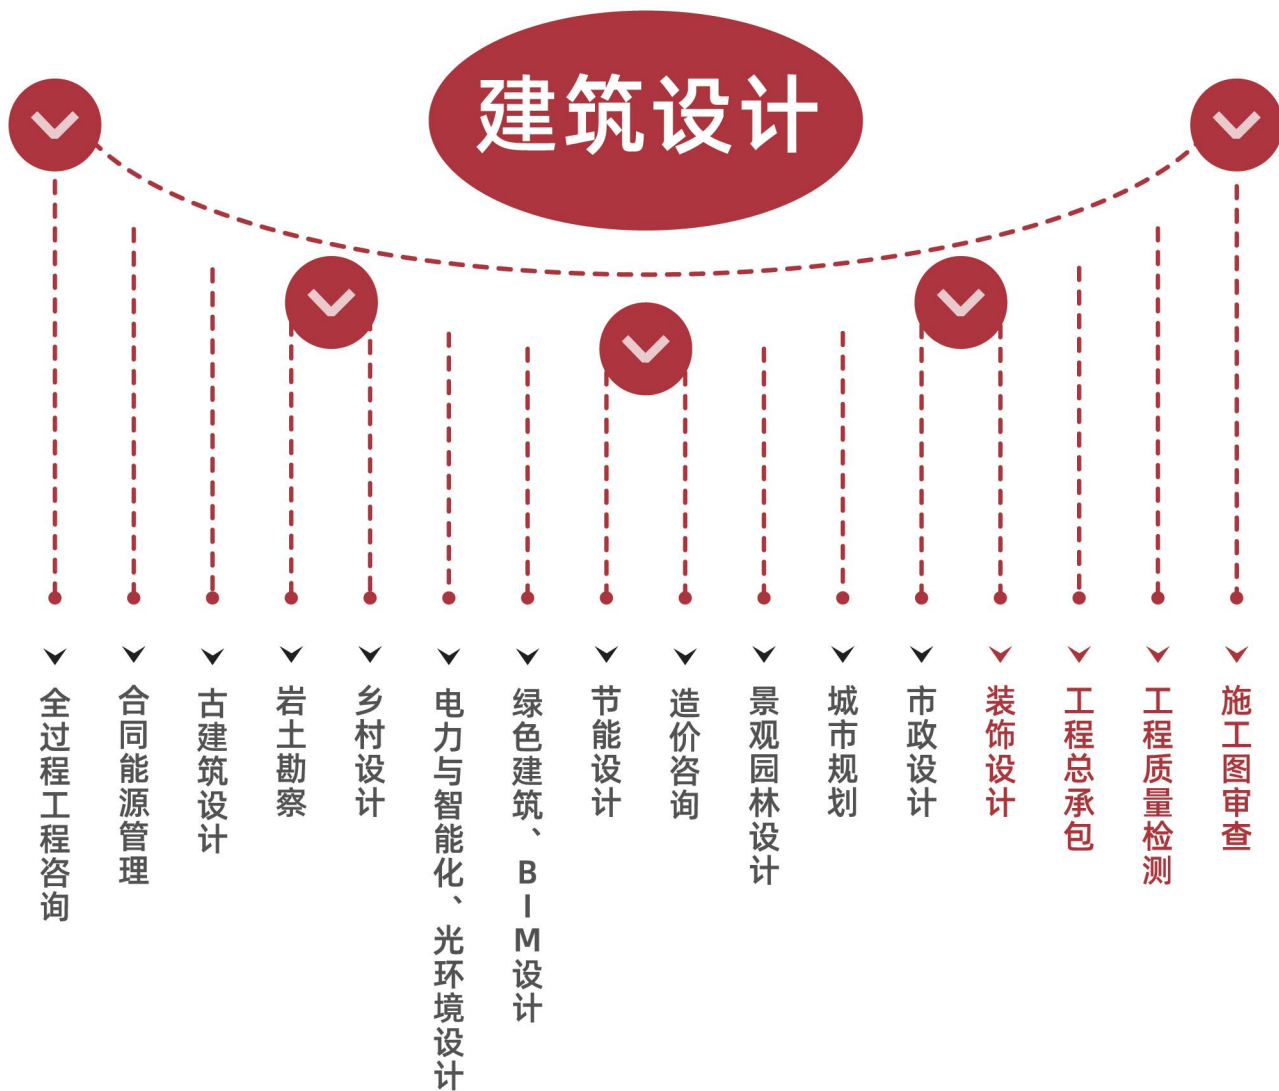 建筑设计
全过程工程咨询
合同能源管理
古建筑设计
岩土勘察
乡村设计
电力与智能化、光环境设计
绿色建筑、BIM设计
节能设计
造价咨询
景观园林设计
城市规划
市政设计
装饰设计
工程总承包
工程质量检测
施工图审查